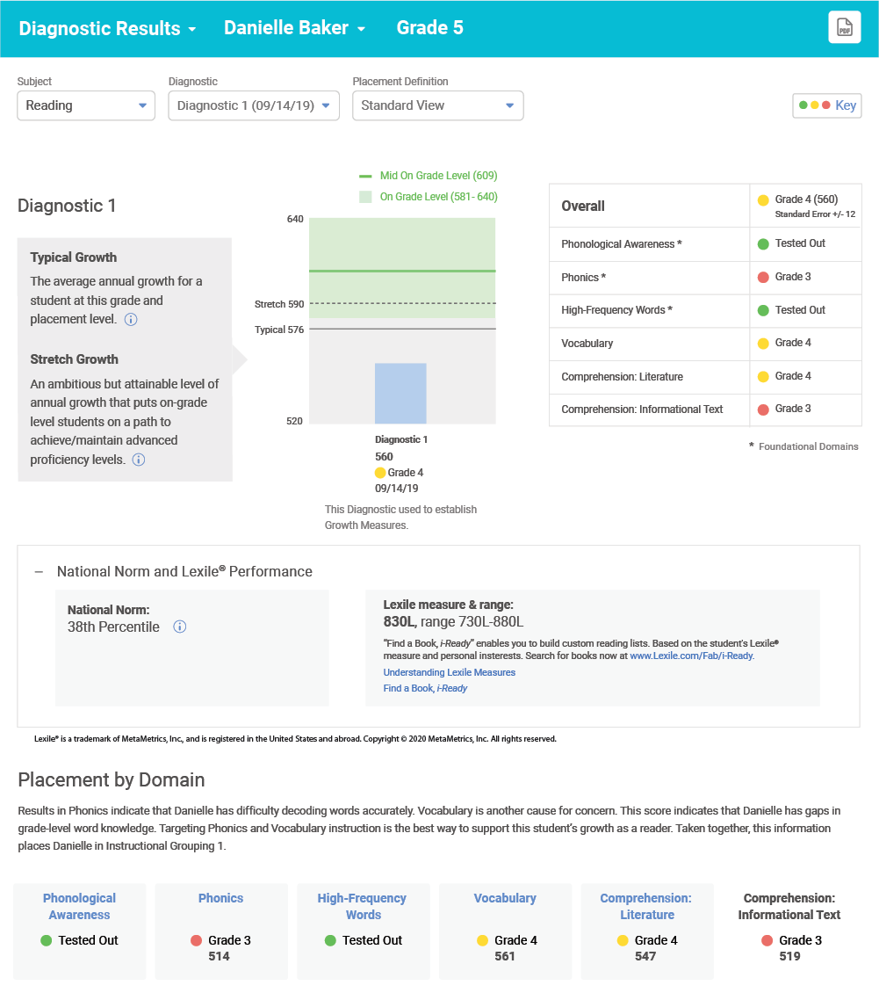 Diagnostic Results
Danielle Baker
Grade 5
PDF
Subject
Diagnostic
Placement Definition
Reading
Diagnostic 1 (09/14/19)
Standard View
Key
Mid On Grade Level (609)
On Grade Level (581- 640)
Diagnostic 1
Typical Growth
The average annual growth for a
student at this grade and
placement level.
Stretch Growth
An ambitious but attainable level of
annual growth that puts on-grade
level students on a path to
achieve/maintain advanced
proficiency levels.
640
Stretch 590
Typical 576
520
Diagnostic 1
560
Grade 4
09/14/19
This Diagnostic used to establish
Growth Measures.
Overall
Grade 4 (560)
Standard Error +/- 12
Phonological Awareness *
Tested Out
Phonics *
Grade 3
High-Frequency Words *
Tested Out
Vocabulary
Grade 4
Comprehension: Literature
Grade 4
Comprehension: Informational Text
Grade 3
* Foundational Domains
– National Norm and Lexile® Performance
National Norm:
38th Percentile
Lexile measure & range:
830L, range 730L-880L
“Find a Book, i-Ready” enables you to build custom reading lists. Based on the student's Lexile®
measure and personal insterests. Search for books now at www.Lexile.com/Fab/i-Ready.
Understanding Lexile Measures
Find a Book, i-Ready
Lexile® is a trademark of MetaMetrics, Inc., and is registered in the United States and abroad. Copyright © 2020 MetaMetrics, Inc. All rights reserved.
Placement by Domain
Results in Phonics indicate that Danielle has difficulty decoding words accurately. Vocabulary is another cause for concern. This score indicates that Danielle has gaps in
grade-level word knowledge. Targeting Phonics and Vocabulary instruction is the best way to support this student’s growth as a reader. Taken together, this information
places Danielle in Instructional Grouping 1.
Phonological
Awareness
Tested Out
Phonics
Grade 3
514
High-Frequency
Words
Tested Out
Vocabulary
Grade 4
561
Comprehension:
Literature
Grade 4
547
Comprehension:
Informational Text
Grade 3
519